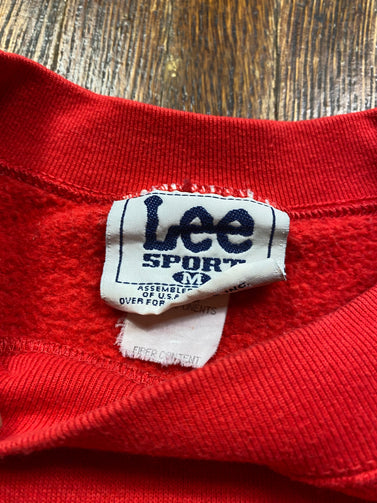 Lee
SPORT
M
ASSEMBLED
OF U.S.A.
OVER FOR
FIBER CONTENT